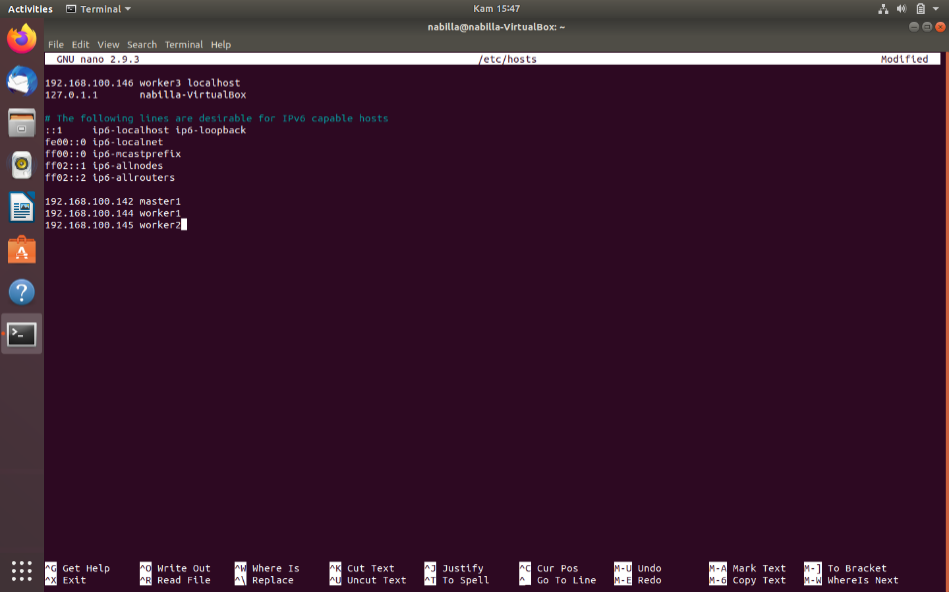 Activities Terminal Kam 15:47
nabilla@nabilla-VirtualBox: ~
File Edit View Search Terminal Help
GNU nano 2.9.3 /etc/hosts Modified
192.168.100.146 worker3 localhost
127.0.1.1 nabilla-VirtualBox
# The following lines are desirable for IPv6 capable hosts
::1 ip6-localhost ip6-loopback
fe00::0 ip6-localnet
ff00::0 ip6-mcastprefix
ff02::1 ip6-allnodes
ff02::2 ip6-allrouters
192.168.100.142 master1
192.168.100.144 worker1
192.168.100.145 worker2
^G Get Help ^O Write Out ^W Where Is ^K Cut Text ^J Justify ^C Cur Pos M-U Undo M-A Mark Text M-] To Bracket
^X Exit ^R Read File ^\ Replace ^U Uncut Text ^T To Spell ^_ Go To Line M-E Redo M-6 Copy Text M-W WhereIs Next